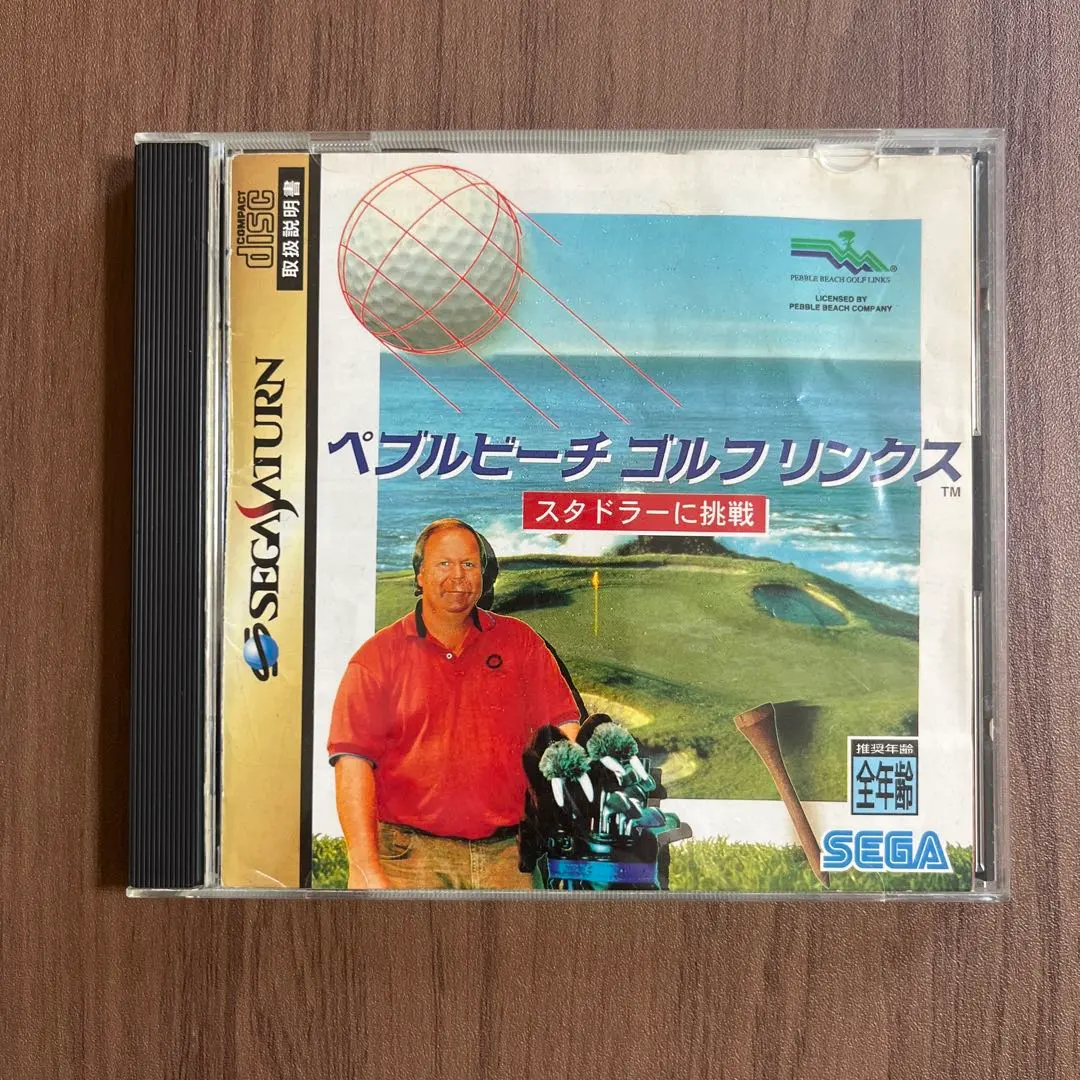 COMPACT
disc
取扱説明書
SEGA SATURN
PEBBLE BEACH GOLF LINKS®
LICENSED BY
PEBBLE BEACH COMPANY
ペブルビーチ ゴルフ リンクス
TM
スタドラーに挑戦
推奨年齢
全年齢
SEGA